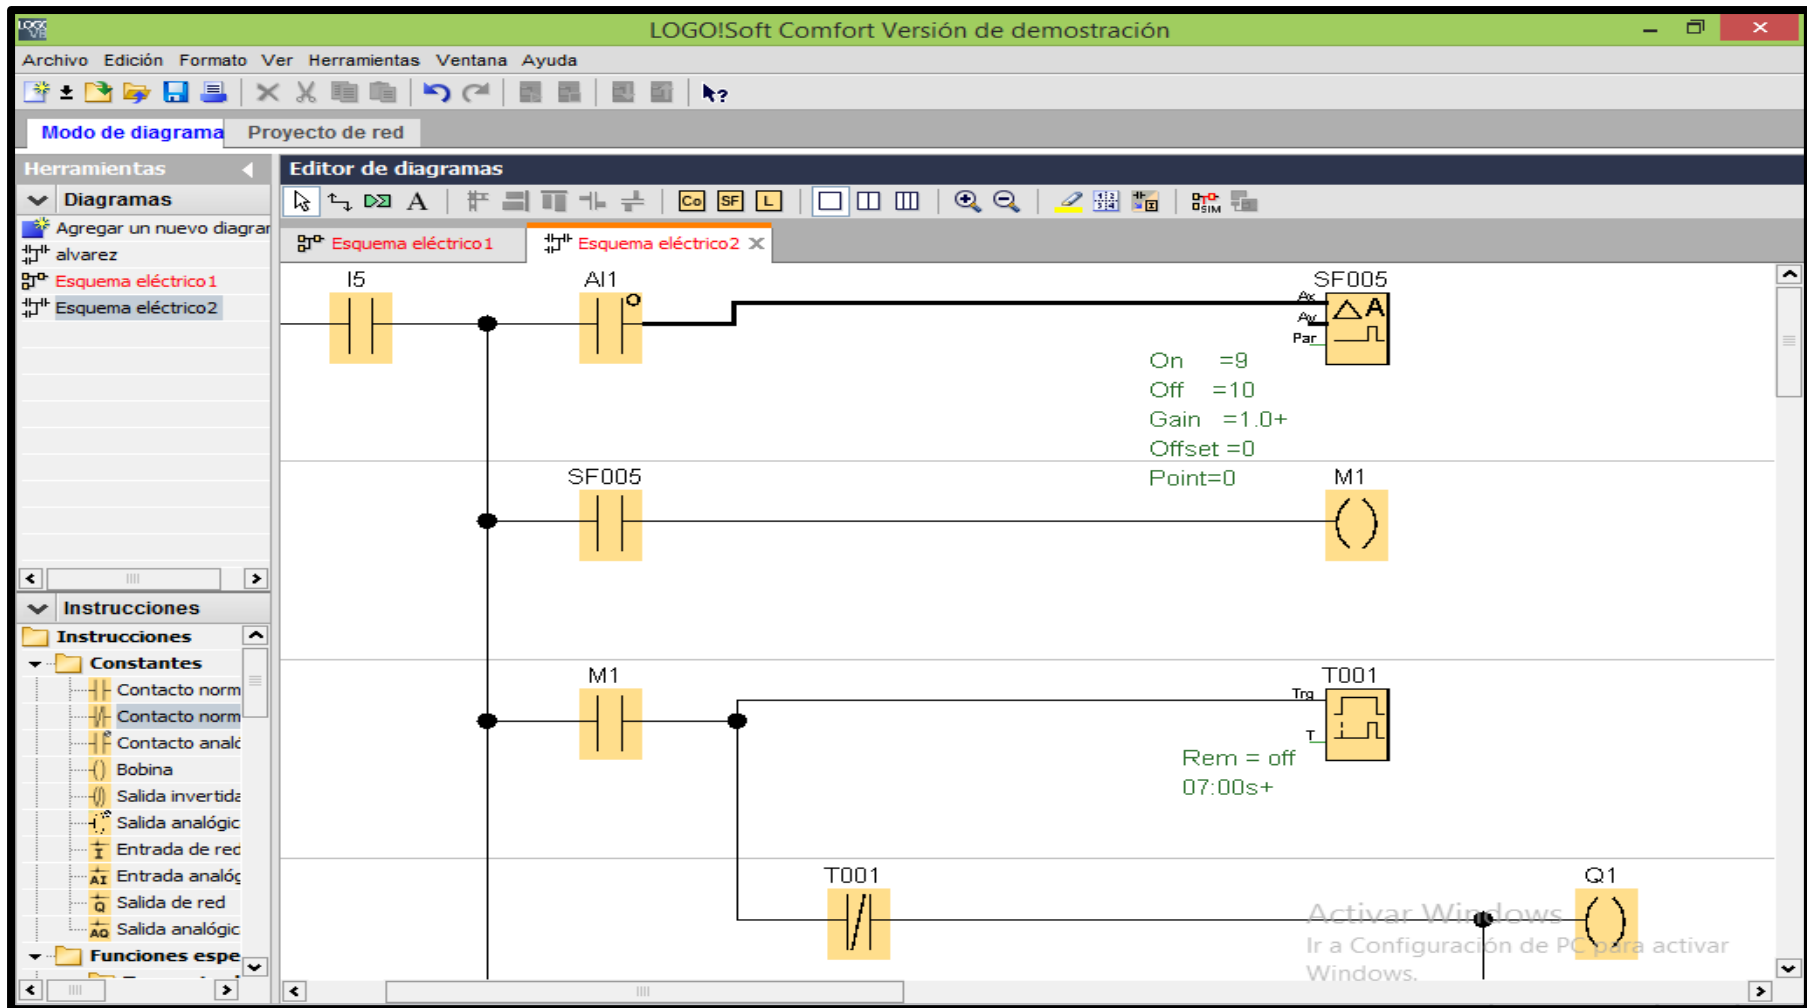 LOGO!Soft Comfort Versión de demostración
Archivo Edición Formato Ver Herramientas Ventana Ayuda
Modo de diagrama Proyecto de red
Herramientas
Diagramas
Agregar un nuevo diagrar
alvarez
Esquema eléctrico1
Esquema eléctrico2
Instrucciones
Instrucciones
Constantes
Contacto norm
Contacto norm
Contacto analó
Bobina
Salida invertida
Salida analógic
Entrada de red
Entrada analóg
Salida de red
Salida analógic
Funciones espe
Editor de diagramas
A Co SF L
SIM
Esquema eléctrico1 Esquema eléctrico2
I5 AI1 SF005
Ax
Ay
Par
A
On =9
Off =10
Gain =1.0+
Offset =0
Point=0
SF005 M1
M1 T001
Trg
T
Rem = off
07:00s+
T001 Q1
Activar Windows
Ir a Configuración de PC para activar
Windows.